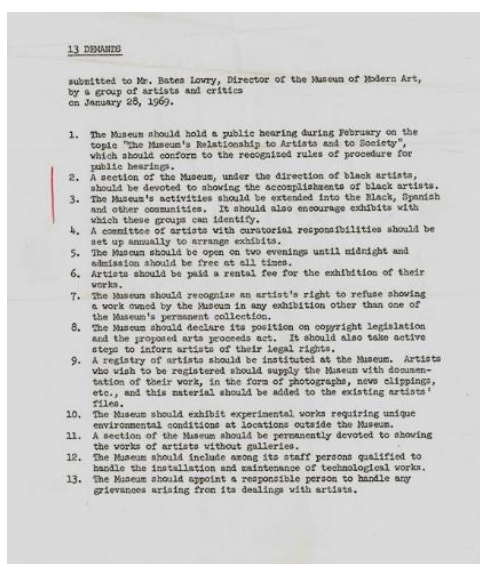 13 DEMANDS
submitted to Mr. Bates Lowry, Director of the Museum of Modern Art,
by a group of artists and critics
on January 28, 1969.
1. The Museum should hold a public hearing during February on the
topic "The Museum's Relationship to Artists and to Society",
which should conform to the recognized rules of procedure for
public hearings.
2. A section of the Museum, under the direction of black artists,
should be devoted to showing the accomplishments of black artists.
3. The Museum's activities should be extended into the Black, Spanish
and other communities. It should also encourage exhibits with
which these groups can identify.
4. A committee of artists with curatorial responsibilities should be
set up annually to arrange exhibits.
5. The Museum should be open on two evenings until midnight and
admission should be free at all times.
6. Artists should be paid a rental fee for the exhibition of their
works.
7. The Museum should recognize an artist's right to refuse showing
a work owned by the Museum in any exhibition other than one of
the Museum's permanent collection.
8. The Museum should declare its position on copyright legislation
and the proposed arts proceeds act. It should also take active
steps to inform artists of their legal rights.
9. A registry of artists should be instituted at the Museum. Artists
who wish to be registered should supply the Museum with documen-
tation of their work, in the form of photographs, news clippings,
etc., and this material should be added to the existing artists'
files.
10. The Museum should exhibit experimental works requiring unique
environmental conditions at locations outside the Museum.
11. A section of the Museum should be permanently devoted to showing
the works of artists without galleries.
12. The Museum should include among its staff persons qualified to
handle the installation and maintenance of technological works.
13. The Museum should appoint a responsible person to handle any
grievances arising from its dealings with artists.